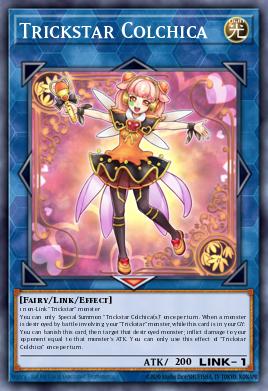 Trickstar Colchica
光
[Fairy/Link/Effect]
1 non-Link "Trickstar" monster
You can only Special Summon "Trickstar Colchica(s)" once per turn. When a monster
is destroyed by battle involving your "Trickstar" monster, while this card is in your GY:
You can banish this card, then target that destroyed monster; inflict damage to your
opponent equal to that monster's ATK. You can only use this effect of "Trickstar
Colchica" once per turn.
ATK/ 200 LINK-1